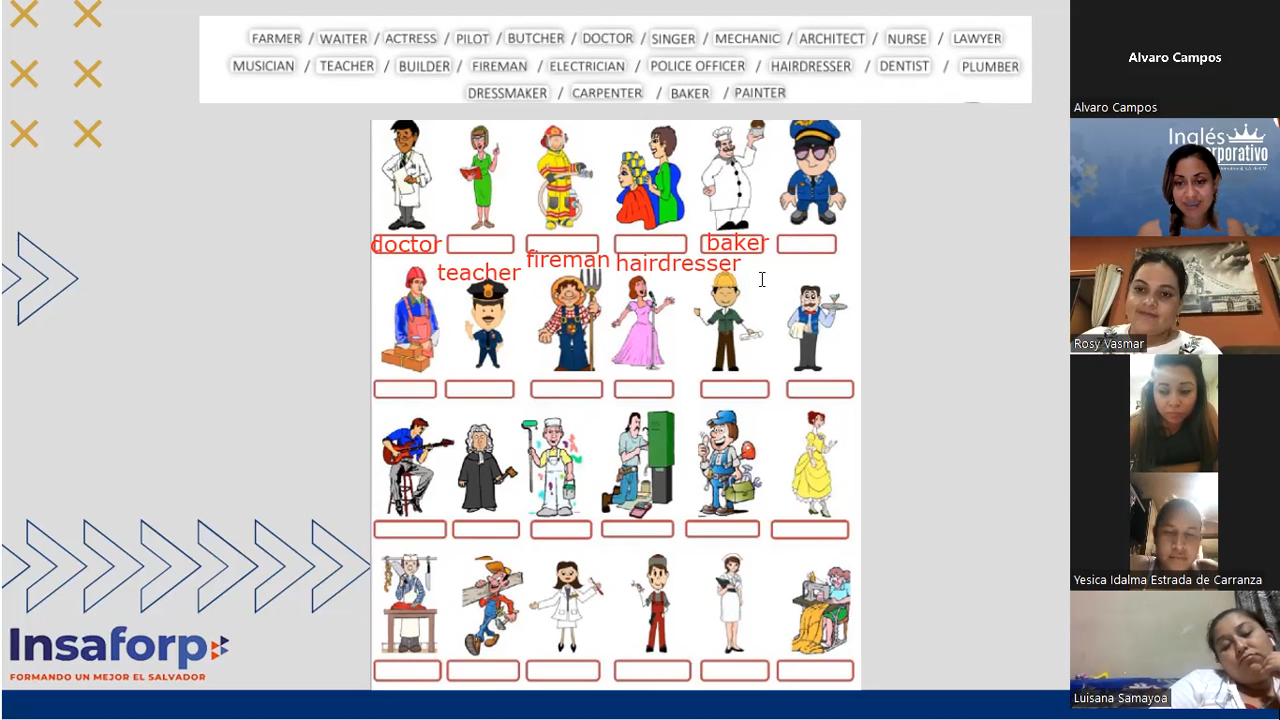 FARMER / WAITER / ACTRESS / PILOT / BUTCHER / DOCTOR / SINGER / MECHANIC / ARCHITECT / NURSE / LAWYER
MUSICIAN / TEACHER / BUILDER / FIREMAN / ELECTRICIAN / POLICE OFFICER / HAIRDRESSER / DENTIST / PLUMBER
DRESSMAKER / CARPENTER / BAKER / PAINTER
doctor
teacher
fireman
hairdresser
baker
Insaforp
FORMANDO UN MEJOR EL SALVADOR
Alvaro Campos
Alvaro Campos
Inglés
orporativo
Rosy Vasmar
Yesica Idalma Estrada de Carranza
Luisana Samayoa